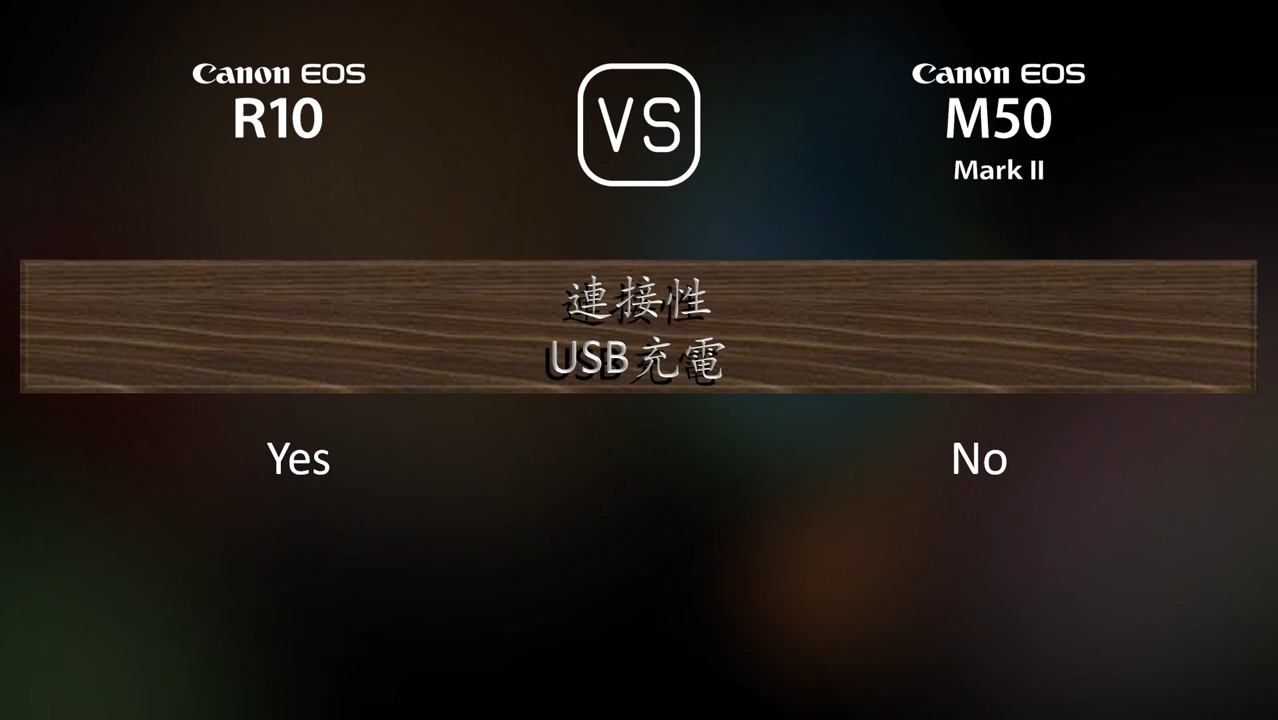 Canon EOS
R10
VS
Canon EOS
M50
Mark II
連接性
USB充電
Yes
No